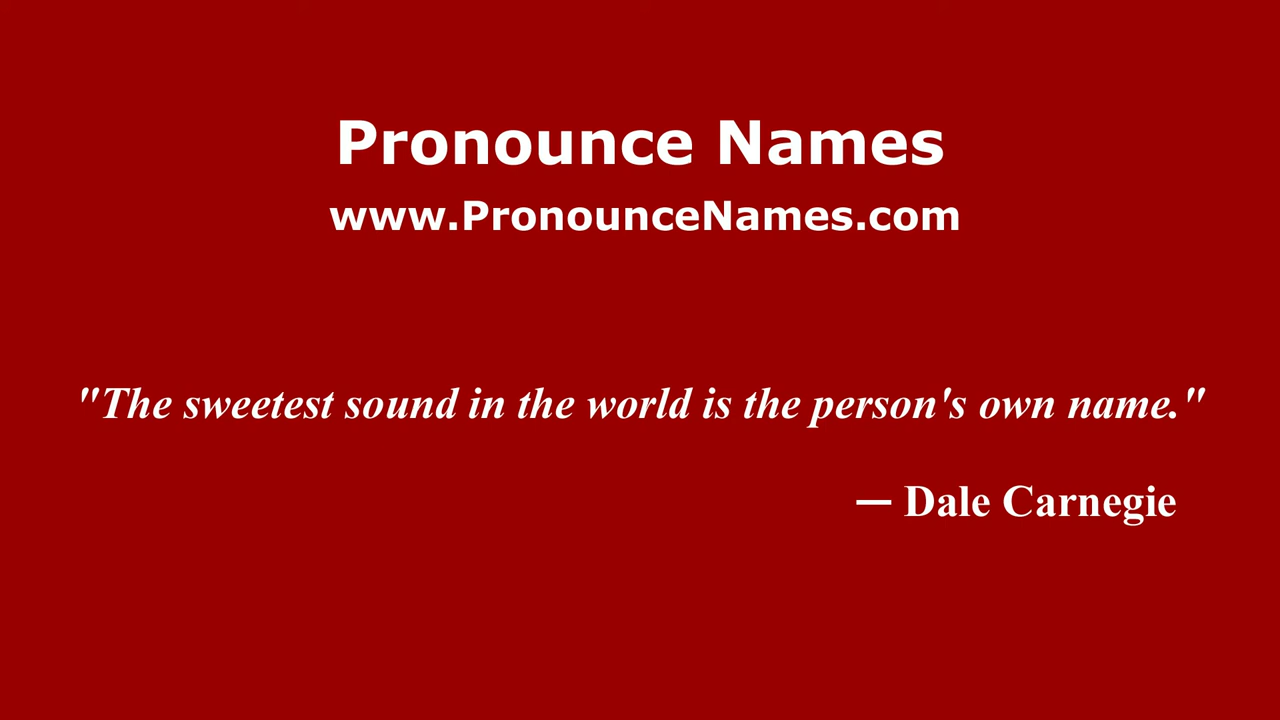 Pronounce Names
www.PronounceNames.com
"The sweetest sound in the world is the person's own name."
— Dale Carnegie